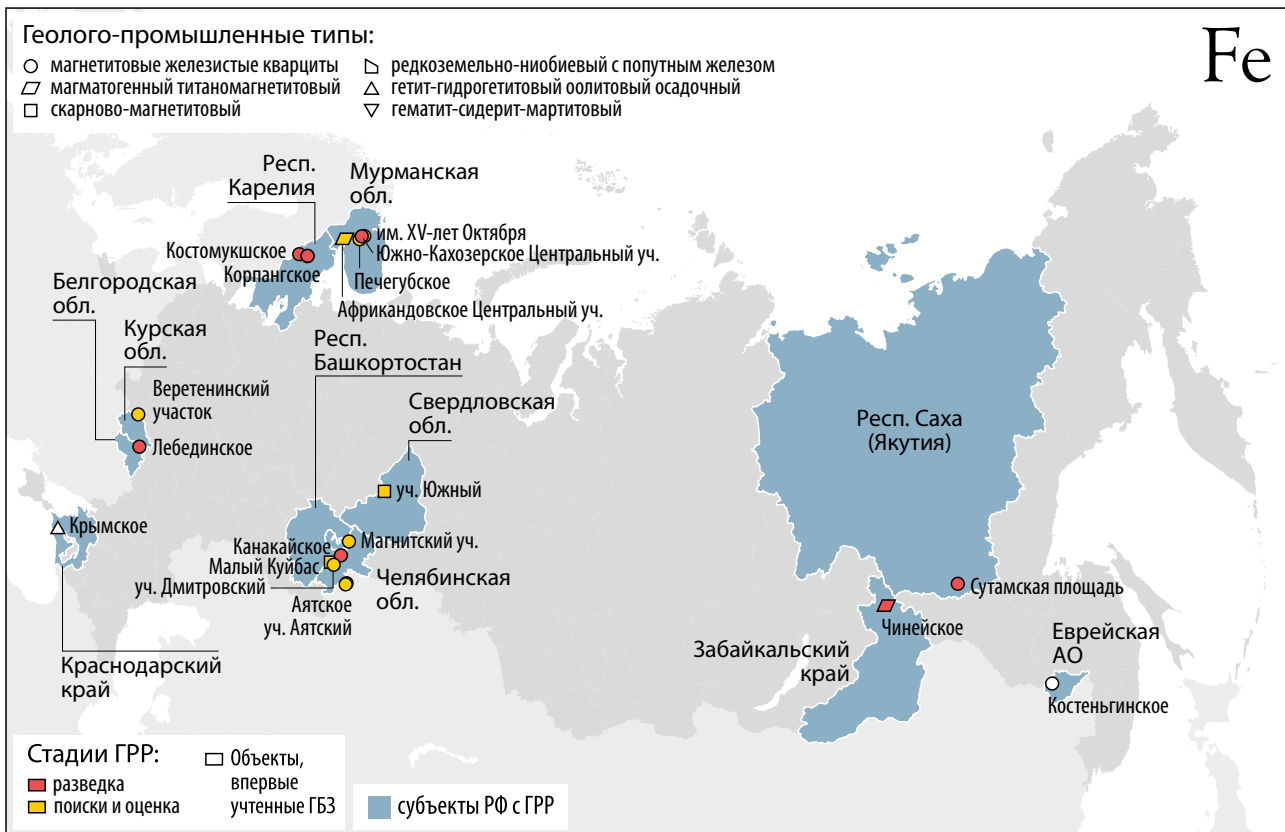 Геолого-промышленные типы:
магнетитовые железистые кварциты
магматогенный титаномагнетитовый
скарново-магнетитовый
редкоземельно-ниобиевый с попутным железом
гетит-гидрогетитовый оолитовый осадочный
гематит-сидерит-мартитовый
Fe
Респ.
Карелия
Мурманская
обл.
Костомукшское
Корпангское
им. XV-лет Октября
Южно-Кахозерское Центральный уч.
Печегубское
Африкандовское Центральный уч.
Белгородская
обл.
Курская
обл.
Веретенинский
участок
Лебединское
Респ.
Башкортостан
Свердловская
обл.
уч. Южный
Респ. Саха
(Якутия)
Крымское
Магнитский уч.
Канакайское
Малый Куйбас
уч. Дмитровский
Аятское
уч. Аятский
Челябинская
обл.
Краснодарский
край
Сутамская площадь
Чинейское
Забайкальский
край
Еврейская
АО
Костеньгинское
Стадии ГРР:
разведка
поиски и оценка
Объекты,
впервые
учтенные ГБЗ
субъекты РФ с ГРР